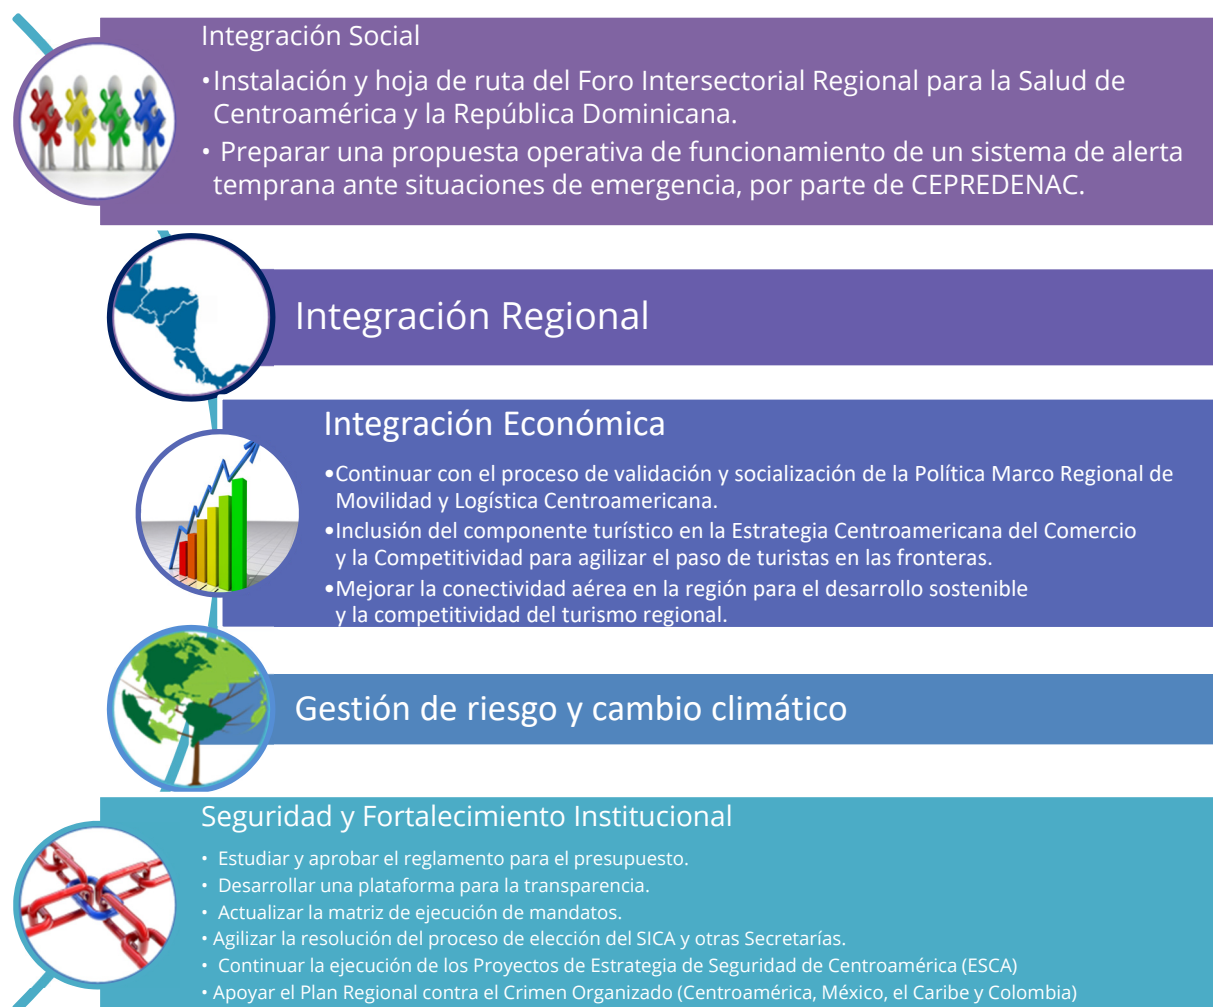 Integración Social
•Instalación y hoja de ruta del Foro Intersectorial Regional para la Salud de
Centroamérica y la República Dominicana.
• Preparar una propuesta operativa de funcionamiento de un sistema de alerta
temprana ante situaciones de emergencia, por parte de CEPREDENAC.
Integración Regional
Integración Económica
•Continuar con el proceso de validación y socialización de la Política Marco Regional de
Movilidad y Logística Centroamericana.
•Inclusión del componente turístico en la Estrategia Centroamericana del Comercio
y la Competitividad para agilizar el paso de turistas en las fronteras.
•Mejorar la conectividad aérea en la región para el desarrollo sostenible
y la competitividad del turismo regional.
Gestión de riesgo y cambio climático
Seguridad y Fortalecimiento Institucional
• Estudiar y aprobar el reglamento para el presupuesto.
• Desarrollar una plataforma para la transparencia.
• Actualizar la matriz de ejecución de mandatos.
• Agilizar la resolución del proceso de elección del SICA y otras Secretarías.
• Continuar la ejecución de los Proyectos de Estrategia de Seguridad de Centroamérica (ESCA)
• Apoyar el Plan Regional contra el Crimen Organizado (Centroamérica, México, el Caribe y Colombia)